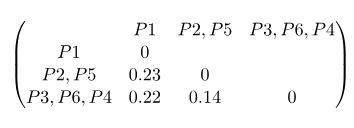 P1 P2, P5 P3, P6, P4
P1 0
P2, P5 0.23 0
P3, P6, P4 0.22 0.14 0